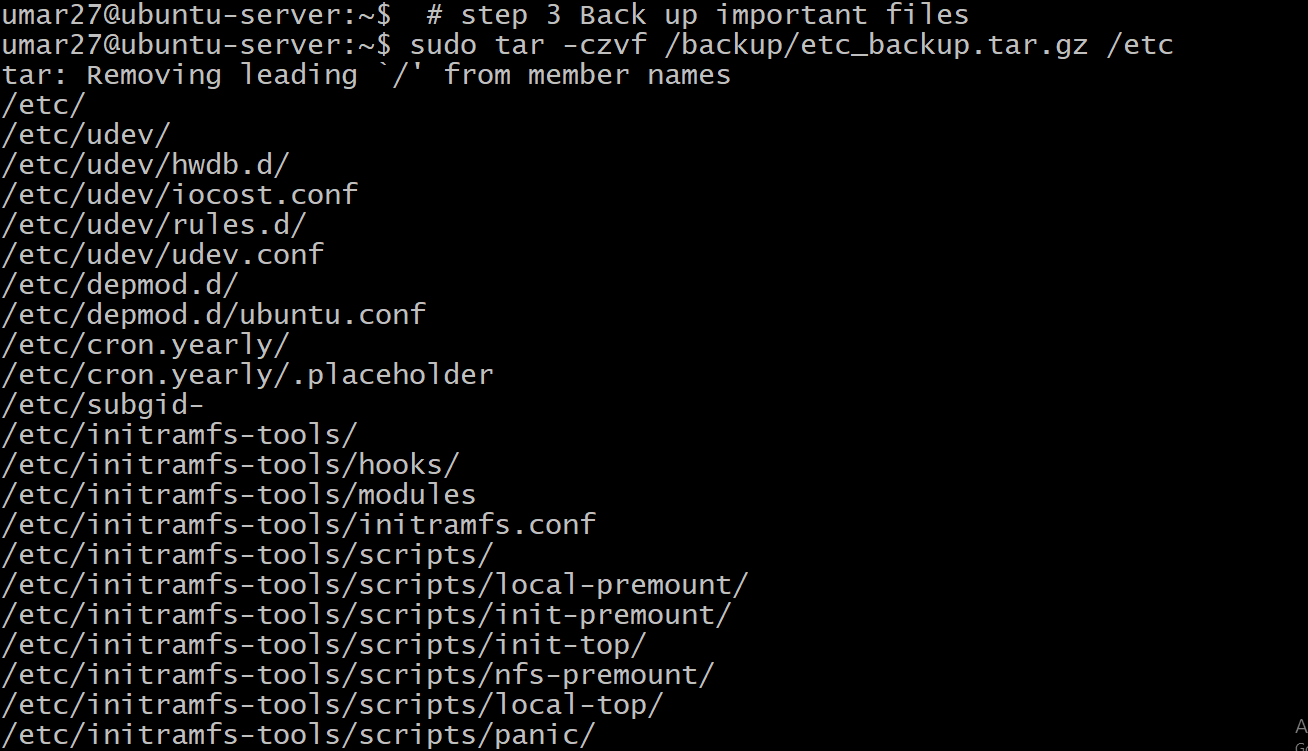 umar27@ubuntu-server:~$  # step 3 Back up important files
umar27@ubuntu-server:~$ sudo tar -czvf /backup/etc_backup.tar.gz /etc
tar: Removing leading `/' from member names
/etc/
/etc/udev/
/etc/udev/hwdb.d/
/etc/udev/iocost.conf
/etc/udev/rules.d/
/etc/udev/udev.conf
/etc/depmod.d/
/etc/depmod.d/ubuntu.conf
/etc/cron.yearly/
/etc/cron.yearly/.placeholder
/etc/subgid-
/etc/initramfs-tools/
/etc/initramfs-tools/hooks/
/etc/initramfs-tools/modules
/etc/initramfs-tools/initramfs.conf
/etc/initramfs-tools/scripts/
/etc/initramfs-tools/scripts/local-premount/
/etc/initramfs-tools/scripts/init-premount/
/etc/initramfs-tools/scripts/init-top/
/etc/initramfs-tools/scripts/nfs-premount/
/etc/initramfs-tools/scripts/local-top/
/etc/initramfs-tools/scripts/panic/